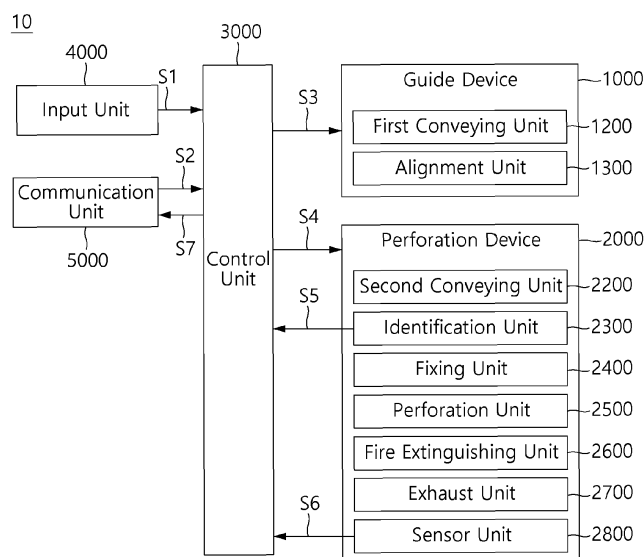 10
4000
S1
Input Unit
S2
Communication
Unit
S7
5000
3000
Control
Unit
S3
Guide Device
1000
First Conveying Unit
1200
Alignment Unit
1300
S4
Perforation Device
2000
Second Conveying Unit
2200
S5
Identification Unit
2300
Fixing Unit
2400
Perforation Unit
2500
Fire Extinguishing Unit
2600
Exhaust Unit
2700
S6
Sensor Unit
2800